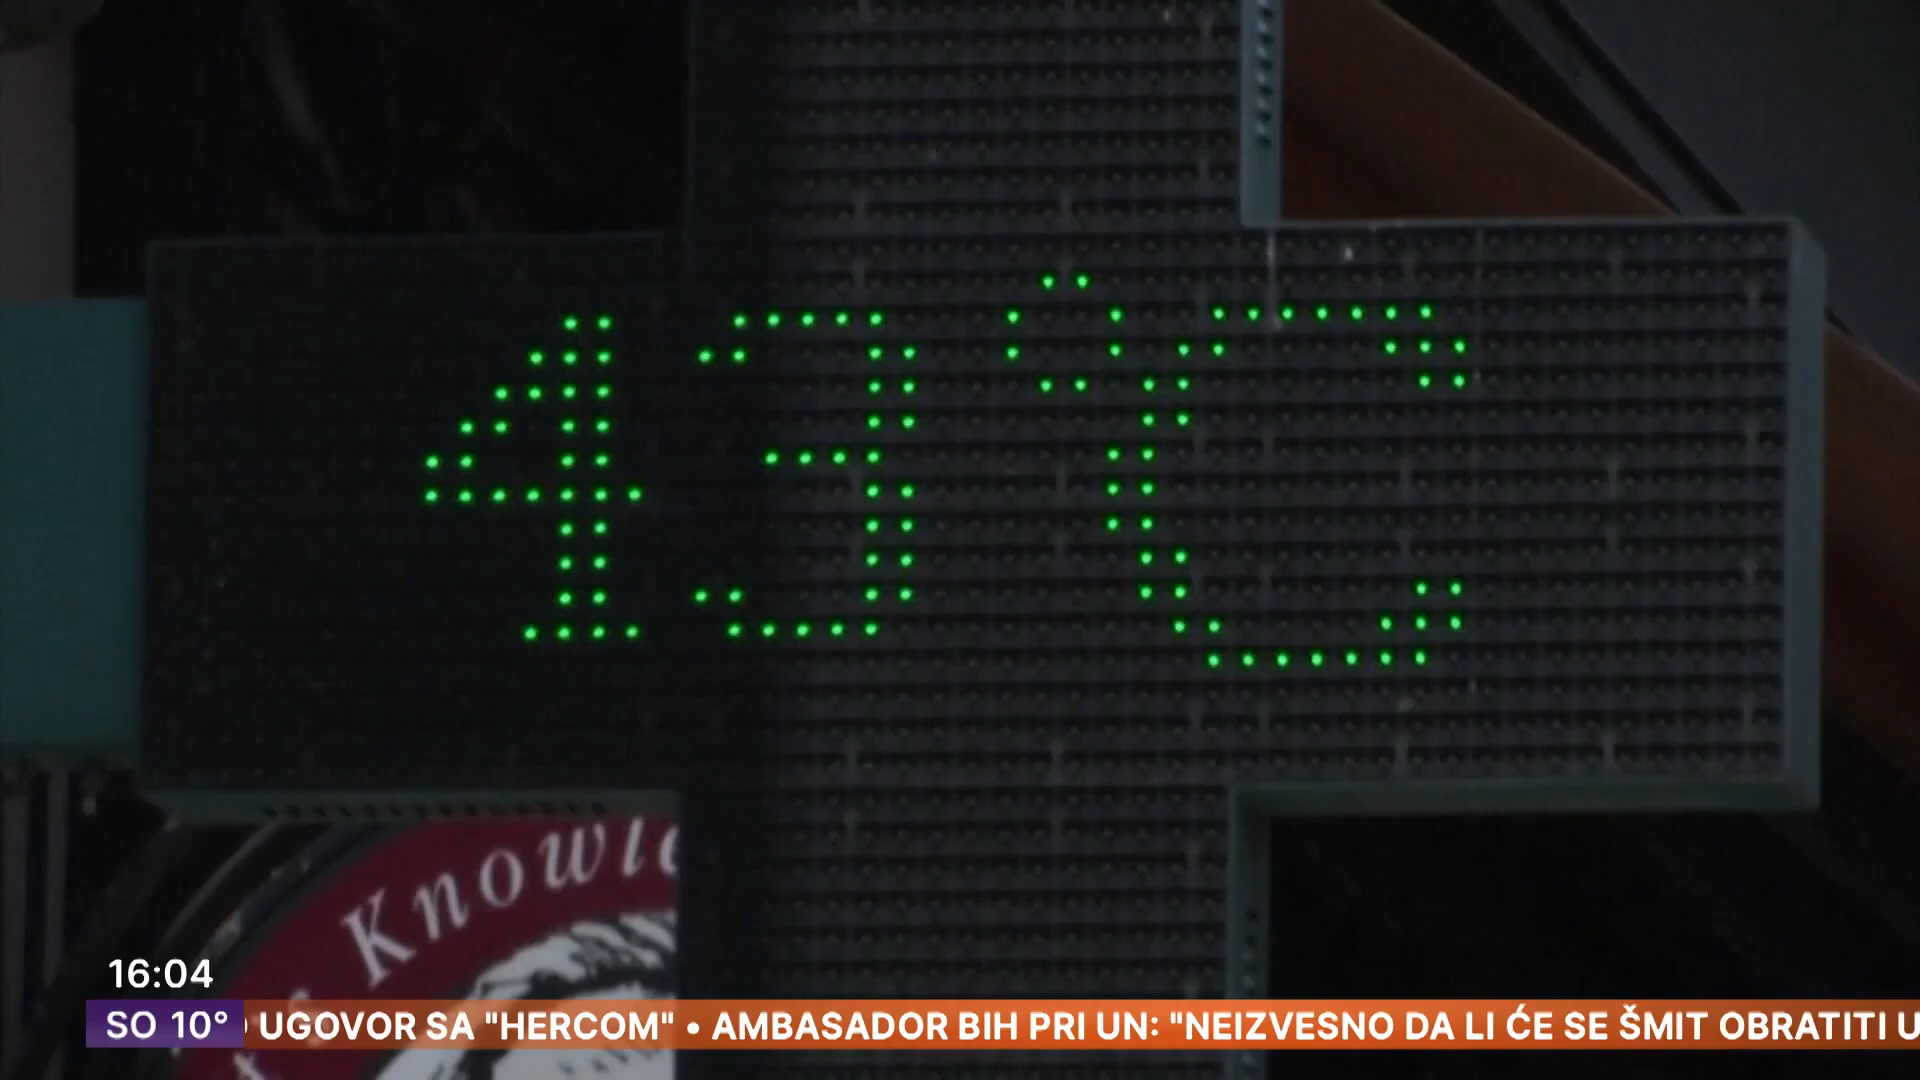 43°C
Knowl
16:04
SO 10°
UGOVOR SA "HERCOM" • AMBASADOR BIH PRI UN: "NEIZVESNO DA LI ĆE SE ŠMIT OBRATITI U